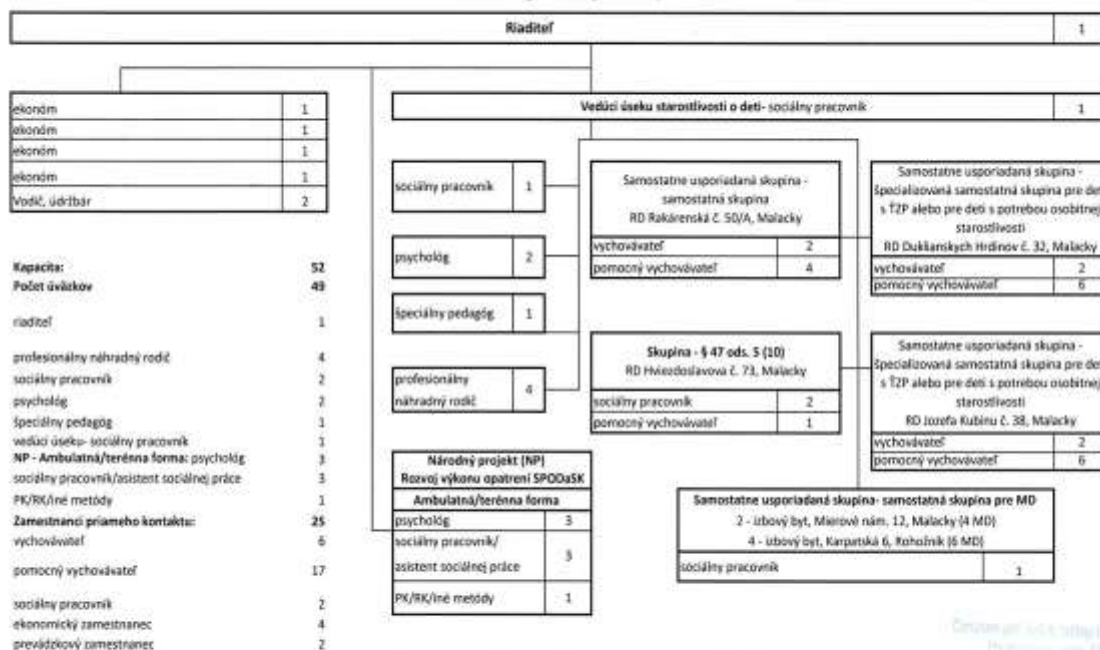 Riaditeľ 1
ekonóm 1
ekonóm 1
ekonóm 1
ekonóm 1
Vodič, údržbár 2
Vedúci úseku starostlivosti o deti- sociálny pracovník 1
sociálny pracovník 1
psychológ 2
špeciálny pedagóg 1
profesionálny
náhradný rodič 4
Samostatne usporiadaná skupina -
samostatná skupina
RD Rakárenská č. 50/A, Malacky
vychovávateľ 2
pomocný vychovávateľ 4
Samostatne usporiadaná skupina -
špecializovaná samostatná skupina pre deti
s ŤZP alebo pre deti s potrebou osobitnej
starostlivosti
RD Duklianskych Hrdinov č. 32, Malacky
vychovávateľ 2
pomocný vychovávateľ 6
Skupina - § 47 ods. 5 (10)
RD Hviezdoslavova č. 73, Malacky
sociálny pracovník 2
pomocný vychovávateľ 1
Samostatne usporiadaná skupina -
špecializovaná samostatná skupina pre deti
s ŤZP alebo pre deti s potrebou osobitnej
starostlivosti
RD Jozefa Kubinu č. 38, Malacky
vychovávateľ 2
pomocný vychovávateľ 6
Národný projekt (NP)
Rozvoj výkonu opatrení SPODaSK
Ambulatná/terénna forma
psychológ 3
sociálny pracovník/
asistent sociálnej práce 3
PK/RK/iné metódy 1
Samostatne usporiadaná skupina- samostatná skupina pre MD
2 - izbový byt, Mierové nám. 12, Malacky (4 MD)
4 - izbový byt, Karpatská 6, Rohožník (6 MD)
sociálny pracovník 1
Kapacita: 52
Počet úväzkov 49
riaditeľ 1
profesionálny náhradný rodič 4
sociálny pracovník 2
psychológ 2
špeciálny pedagóg 1
vedúci úseku- sociálny pracovník 1
NP - Ambulatná/terénna forma: psychológ 3
sociálny pracovník/asistent sociálnej práce 3
PK/RK/iné metódy 1
Zamestnanci priameho kontaktu: 25
vychovávateľ 6
pomocný vychovávateľ 17
sociálny pracovník 2
ekonomický zamestnanec 4
prevádzkový zamestnanec 2